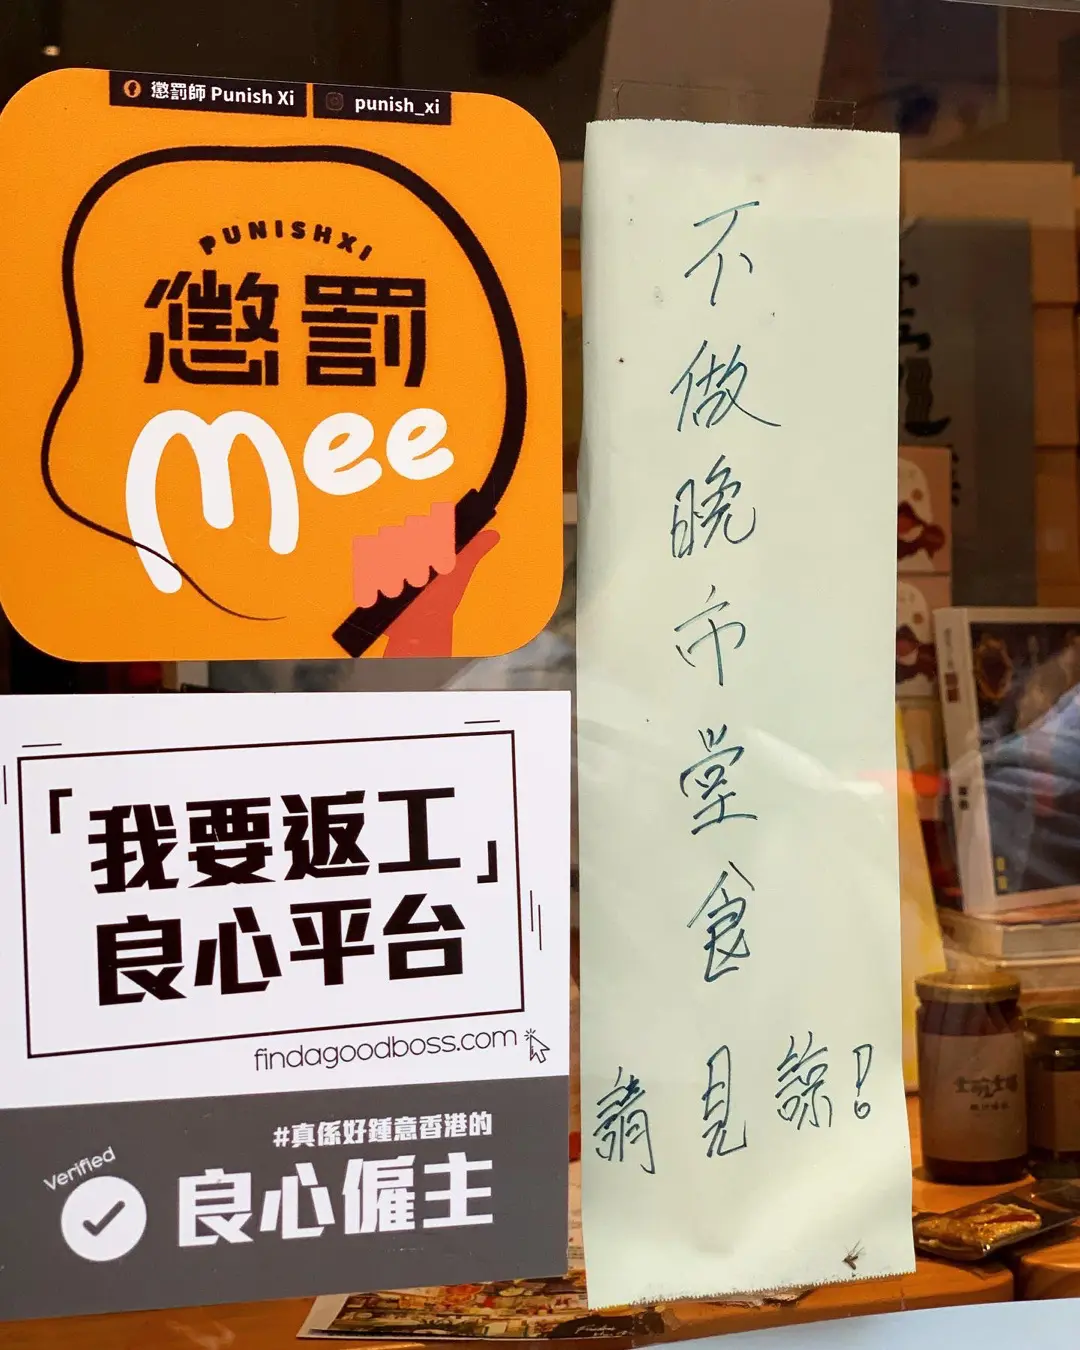 懲罰師 Punish Xi
punish_xi
PUNISHXI
懲罰
mee
「我要返工」
良心平台
findagoodboss.com
#真係好鍾意香港的
verified
良心僱主
不做晚市堂食
請見諒！